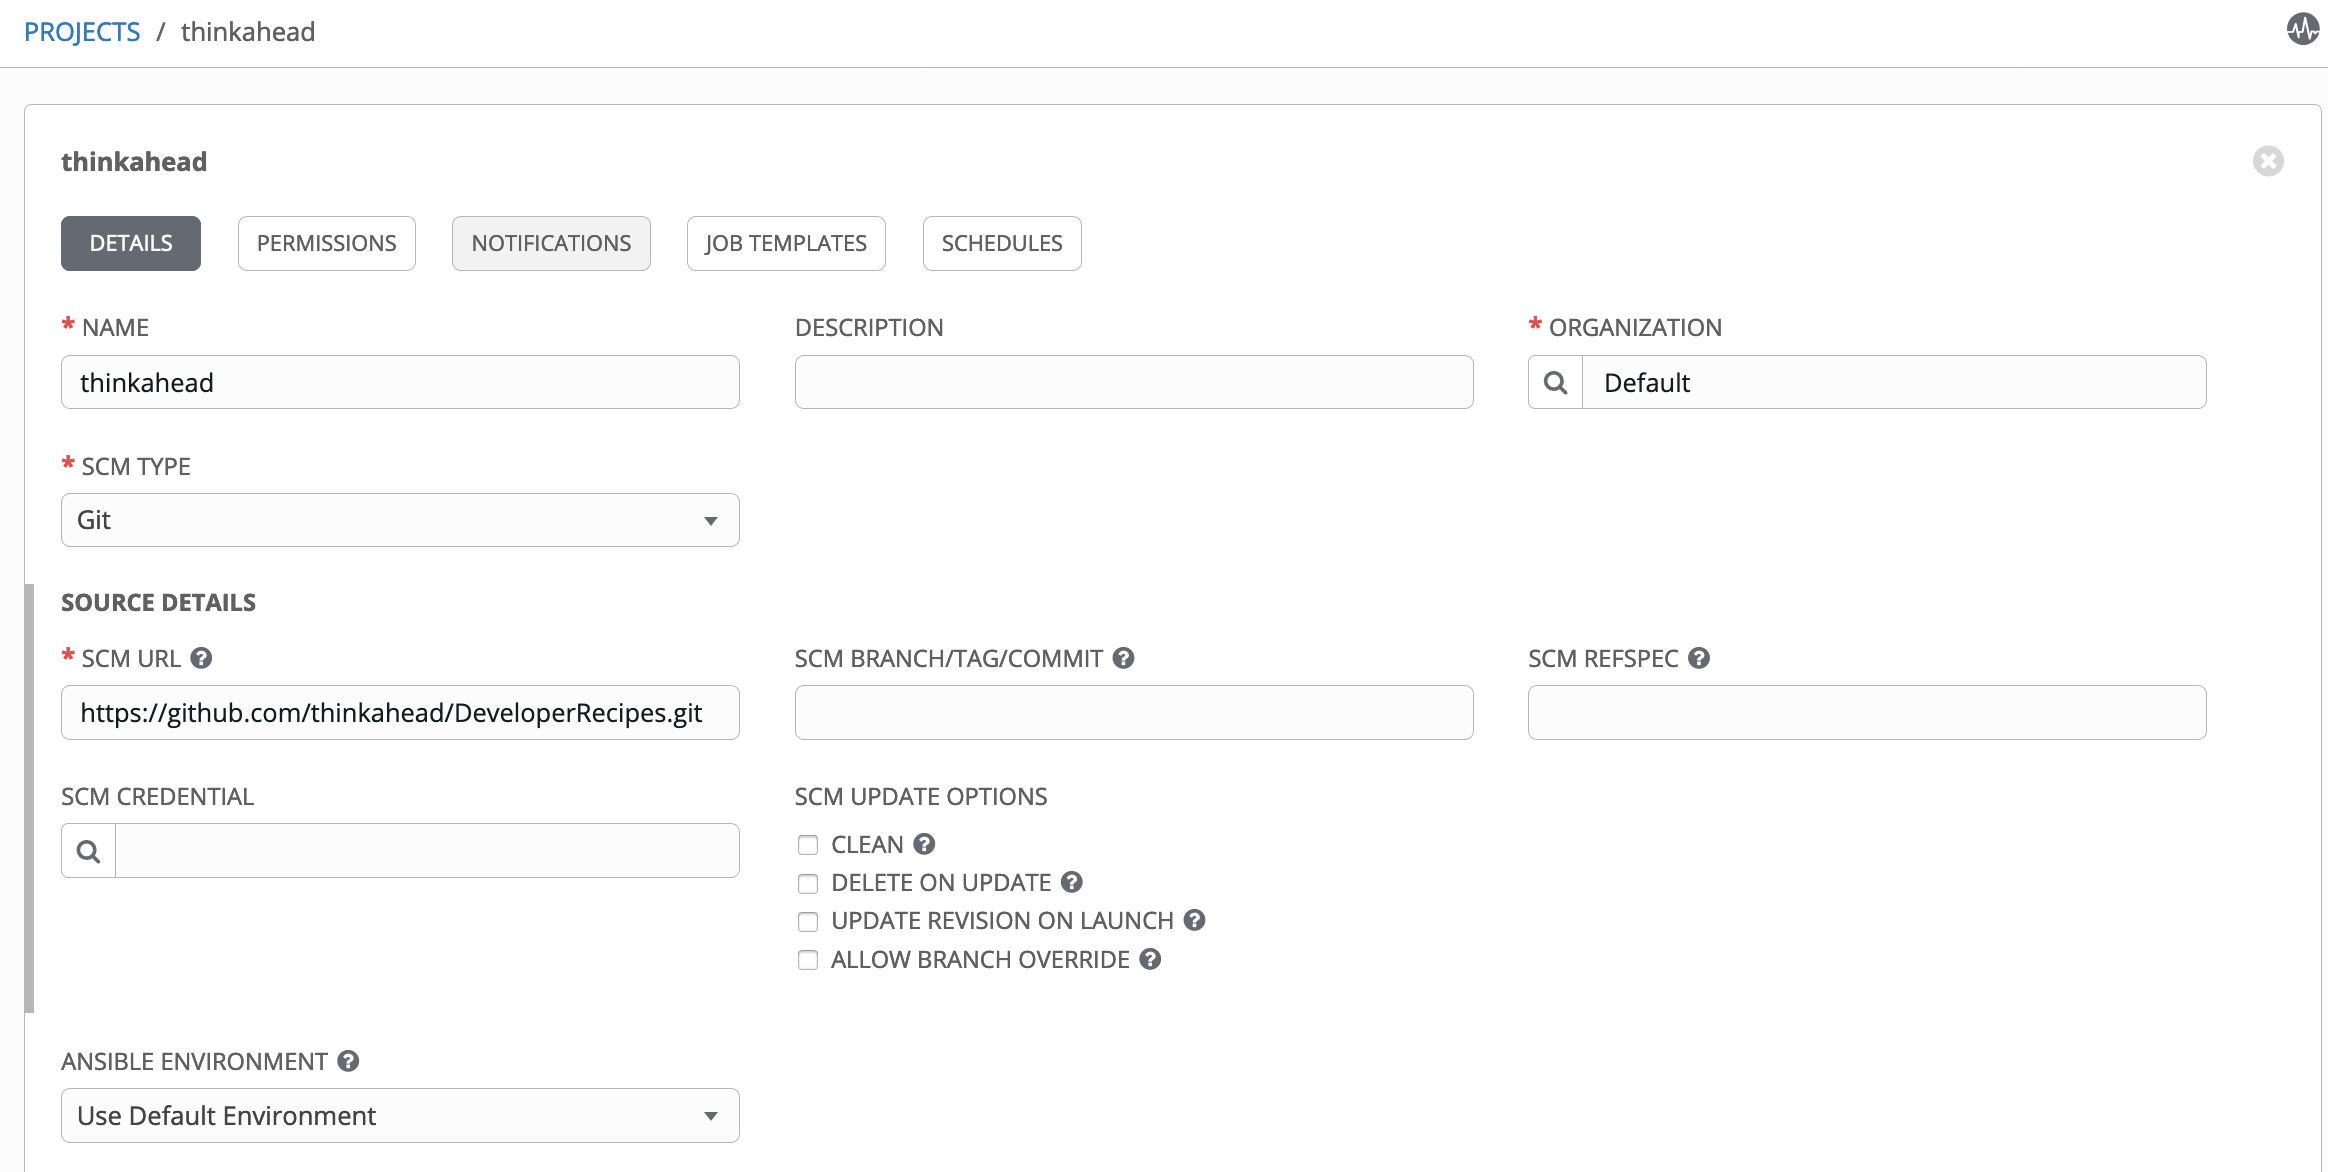 PROJECTS / thinkahead
thinkahead
DETAILS PERMISSIONS NOTIFICATIONS JOB TEMPLATES SCHEDULES
* NAME DESCRIPTION * ORGANIZATION
thinkahead Default
* SCM TYPE
Git
SOURCE DETAILS
* SCM URL ? SCM BRANCH/TAG/COMMIT ? SCM REFSPEC ?
https://github.com/thinkahead/DeveloperRecipes.git
SCM CREDENTIAL SCM UPDATE OPTIONS
CLEAN ?
DELETE ON UPDATE ?
UPDATE REVISION ON LAUNCH ?
ALLOW BRANCH OVERRIDE ?
ANSIBLE ENVIRONMENT ?
Use Default Environment